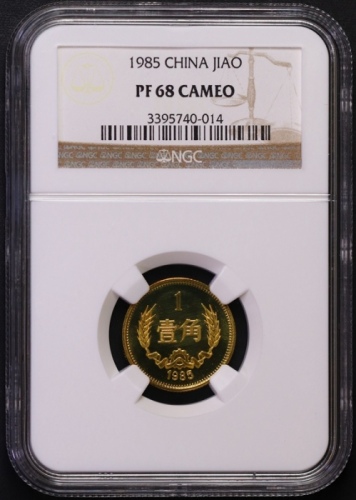 1985 CHINA JIAO
PF 68 CAMEO
3395740-014
NGC
1
壹角
1985